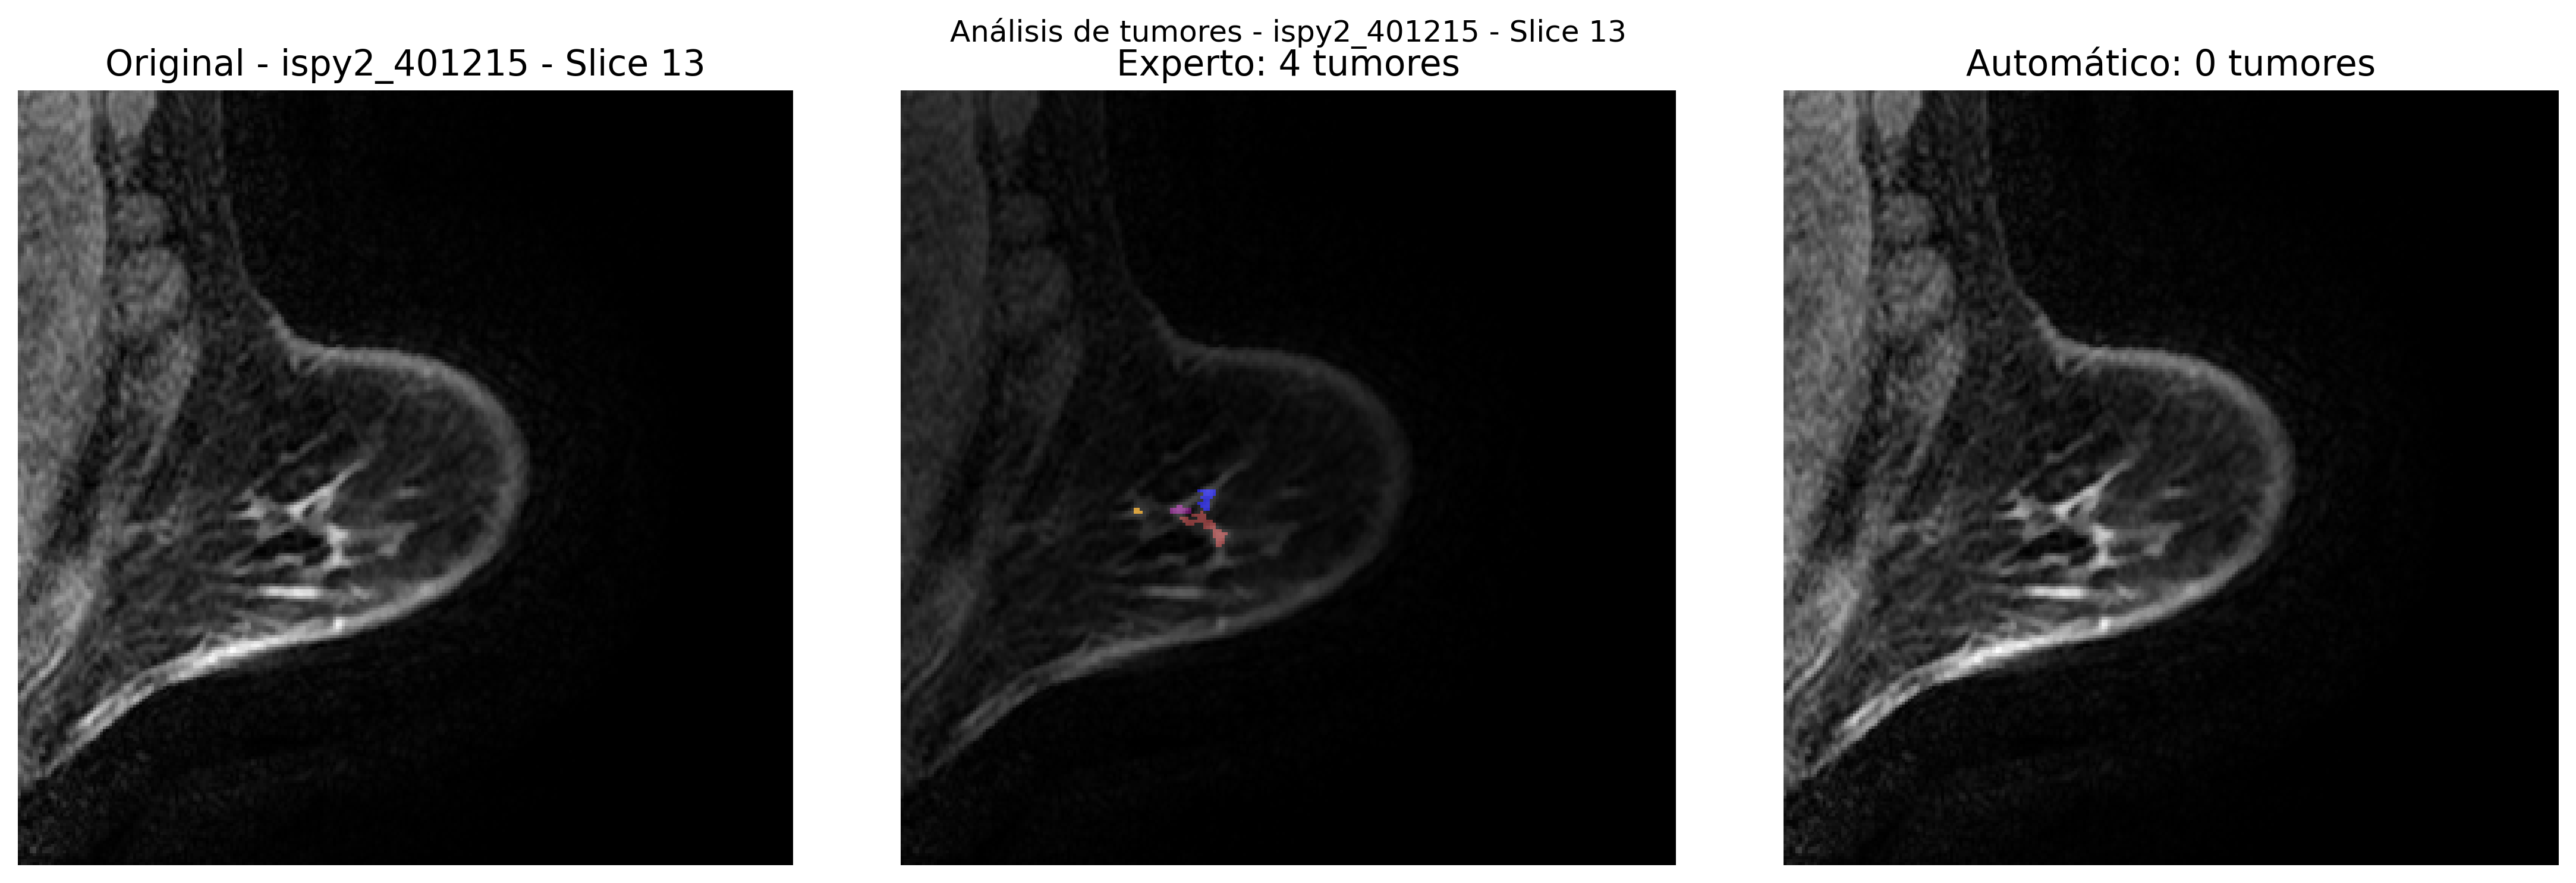 Análisis de tumores - ispy2_401215 - Slice 13
Original - ispy2_401215 - Slice 13
Experto: 4 tumores
Automático: 0 tumores